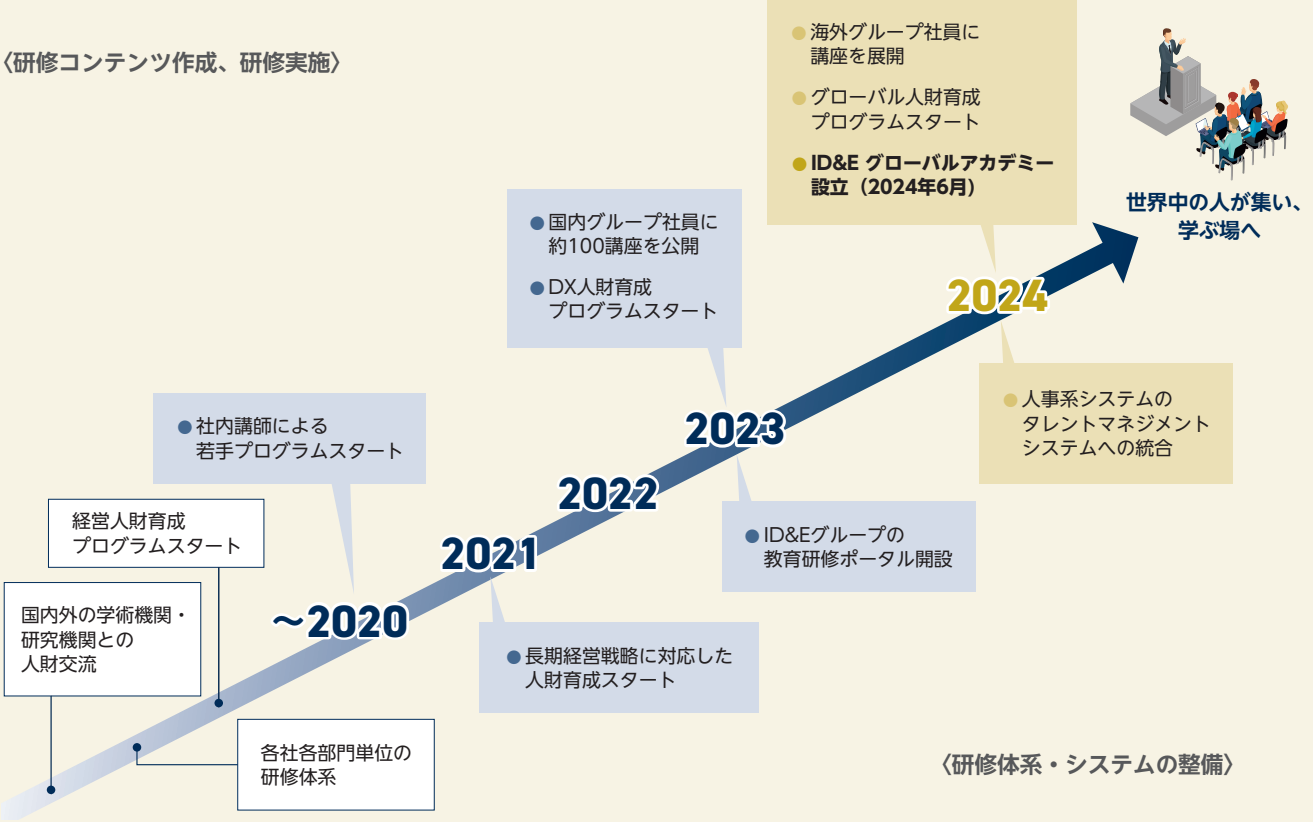 〈研修コンテンツ作成、研修実施〉
● 海外グループ社員に
講座を展開
● グローバル人財育成
プログラムスタート
● ID&E グローバルアカデミー
設立（2024年6月)
世界中の人が集い、
学ぶ場へ
● 国内グループ社員に
約100講座を公開
● DX人財育成
プログラムスタート
2024
● 人事系システムの
タレントマネジメント
システムへの統合
● 社内講師による
若手プログラムスタート
2023
2022
● ID&Eグループの
教育研修ポータル開設
経営人財育成
プログラムスタート
2021
国内外の学術機関・
研究機関との
人財交流
～2020
● 長期経営戦略に対応した
人財育成スタート
各社各部門単位の
研修体系
〈研修体系・システムの整備〉